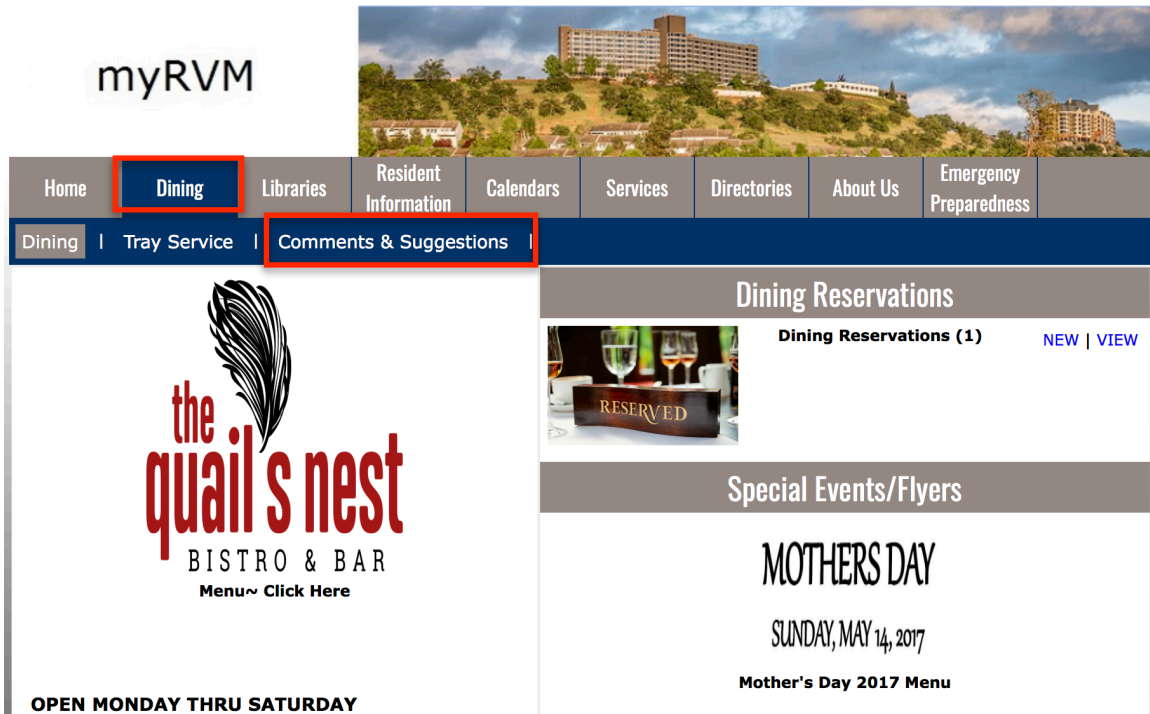 myRVM
Home
Dining
Libraries
Resident
Information
Calendars
Services
Directories
About Us
Emergency
Preparedness
Dining | Tray Service | Comments & Suggestions |
the
quail's nest
BISTRO & BAR
Menu~ Click Here
OPEN MONDAY THRU SATURDAY
Dining Reservations
RESERVED
Dining Reservations (1)
NEW | VIEW
Special Events/Flyers
MOTHERS DAY
SUNDAY, MAY 14, 2017
Mother's Day 2017 Menu